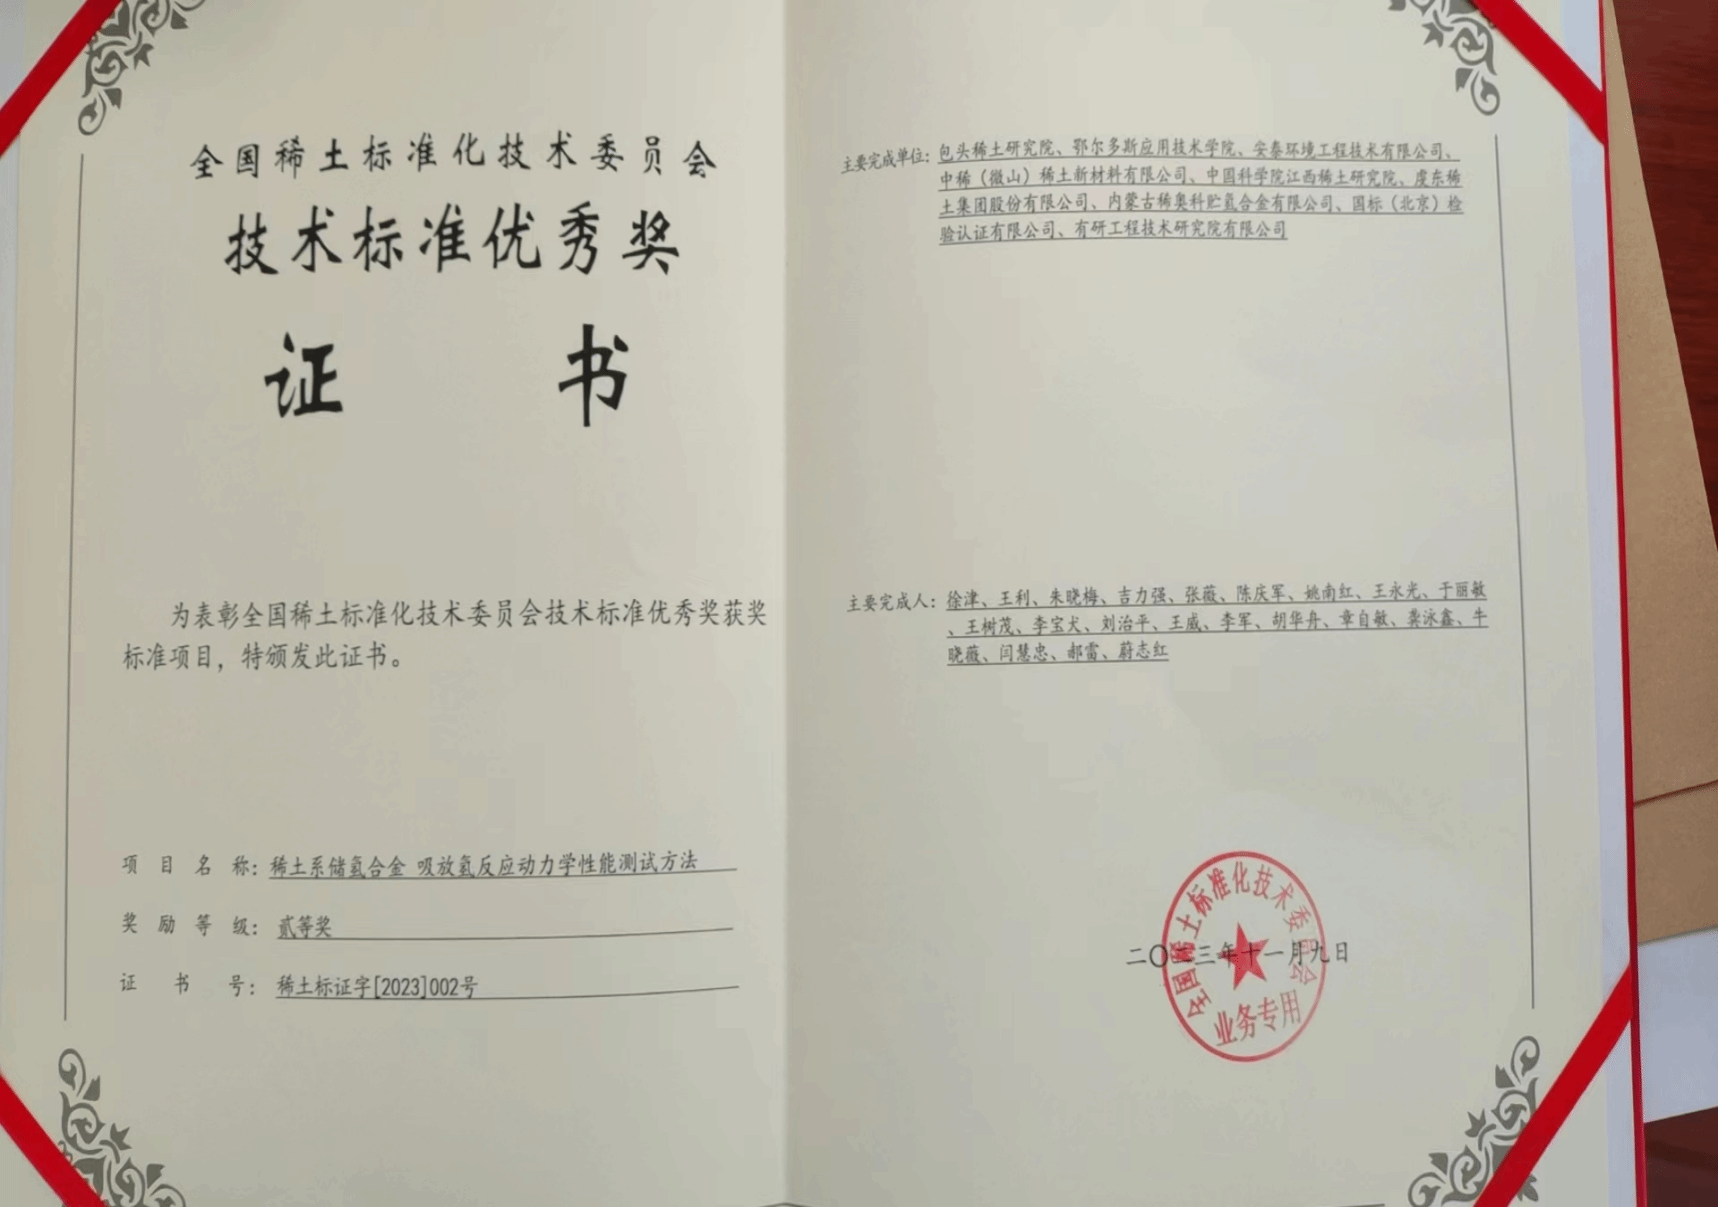 全国稀土标准化技术委员会
技术标准优秀奖
证书
为表彰全国稀土标准化技术委员会技术标准优秀奖获奖
标准项目，特颁发此证书。
项目名称：稀土系储氢合金 吸放氢反应动力学性能测试方法
奖励等级：贰等奖
证书号：稀土标证字[2023]002号
主要完成单位：包头稀土研究院、鄂尔多斯应用技术学院、安泰环境工程技术有限公司、
中稀（微山）稀土新材料有限公司、中国科学院江西稀土研究院、虔东稀
土集团股份有限公司、内蒙古稀奥科贮氢合金有限公司、国标（北京）检
验认证有限公司、有研工程技术研究院有限公司
主要完成人：徐津、王利、朱晓梅、吉力强、张薇、陈庆军、姚南红、王永光、于丽敏
、王树茂、李宝犬、刘治平、王威、李军、胡华舟、章自敏、龚泳鑫、牛
晓薇、闫慧忠、郝雷、蔚志红
二〇二三年十一月九日
全国稀土标准化技术委员会
业务专用